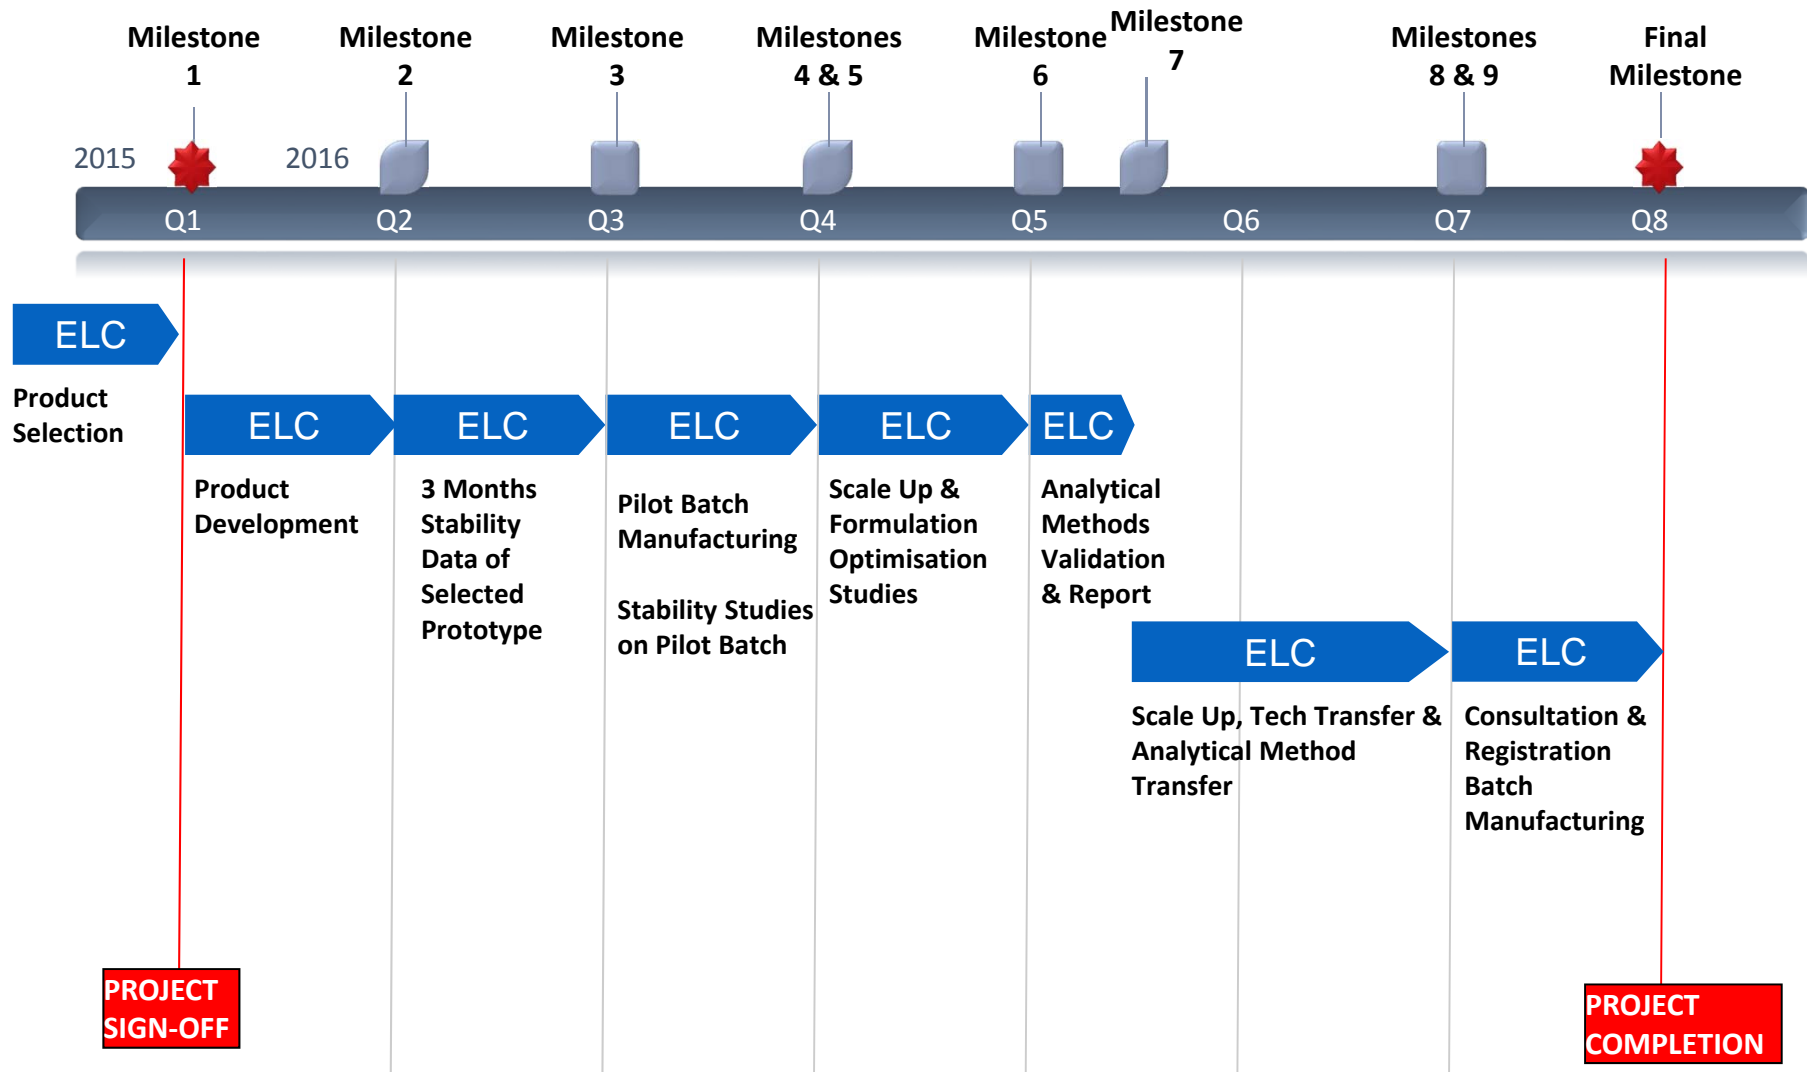 Milestone
1
Milestone
2
Milestone
3
Milestones
4 & 5
Milestone
6
Milestone
7
Milestones
8 & 9
Final
Milestone
2015
2016
Q1
Q2
Q3
Q4
Q5
Q6
Q7
Q8
ELC
Product
Selection
ELC
Product
Development
ELC
3 Months
Stability
Data of
Selected
Prototype
ELC
Pilot Batch
Manufacturing
Stability Studies
on Pilot Batch
ELC
Scale Up &
Formulation
Optimisation
Studies
ELC
Analytical
Methods
Validation
& Report
ELC
Scale Up, Tech Transfer &
Analytical Method
Transfer
ELC
Consultation &
Registration
Batch
Manufacturing
PROJECT
SIGN-OFF
PROJECT
COMPLETION